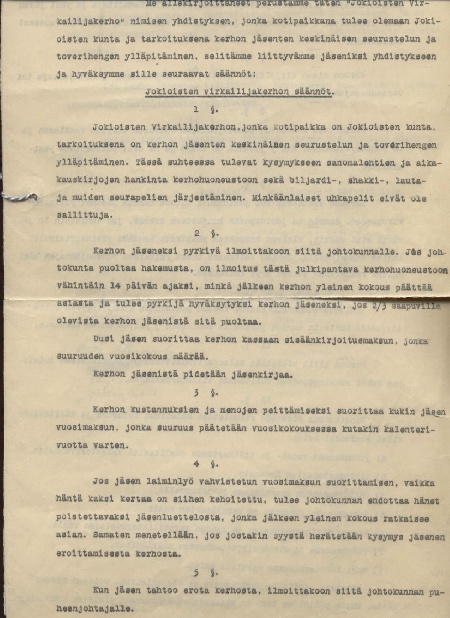 Me allekirjoittaneet perustamme täten "Jokioisten Vir-
kailijakerho" nimisen yhdistyksen, jonka kotipaikkana tulee olemaan Joki-
oisten kunta ja tarkoituksena kerhon jäsenten keskinäisen seurustelun ja
toverihengen ylläpitäminen, selitämme liittyvämme jäseniksi yhdistykseen
ja hyväksymme sille seuraavat säännöt:
Jokioisten virkailijakerhon säännöt.
1 §.
Jokioisten Virkailijakerhon, jonka kotipaikka on Jokioisten kunta,
tarkoituksena on kerhon jäsenten keskinäinen seurustelun ja toverihengen
ylläpitäminen. Tässä suhteessa tulevat kysymykseen sanomalehtien ja aika-
kauskirjojen hankinta kerhohuoneustoon sekä biljardi-, shakki-, lauta-
ja muiden seurapelien järjestäminen. Minkäänlaiset uhkapelit eivät ole
sallittuja.
2 §.
Kerhon jäseneksi pyrkivä ilmoittakoon siitä johtokunnalle. Jos joh-
tokunta puoltaa hakemusta, on ilmoitus tästä julkipantava kerhohuoneustoon
vähintäin 14 päivän ajaksi, minkä jälkeen kerhon yleinen kokous päättää
asiasta ja tulee pyrkijä hyväksytyksi kerhon jäseneksi, jos 2/3 saapuvilla
olevista kerhon jäsenistä sitä puoltaa.
Uusi jäsen suorittaa kerhon kassaan sisäänkirjoitusmaksun, jonka
suuruuden vuosikokous määrää.
Kerhon jäsenistä pidetään jäsenkirjaa.
3 §.
Kerhon kustannuksien ja menojen peittämiseksi suorittaa kukin jäsen
vuosimaksun, jonka suuruus päätetään vuosikokouksessa kutakin kalenteri-
vuotta varten.
4 §.
Jos jäsen laiminlyö vahvistetun vuosimaksun suorittamisen, vaikka
häntä kaksi kertaa on siihen kehoitettu, tulee johtokunnan ehdottaa hänet
poistettavaksi jäsenluettelosta, jonka jälkeen yleinen kokous ratkaisee
asian. Samaten menetellään, jos jostakin syystä herätetään kysymys jäsenen
eroittamisesta kerhosta.
5 §.
Kun jäsen tahtoo erota kerhosta, ilmoittakoon siitä johtokunnan pu-
heenjohtajalle.